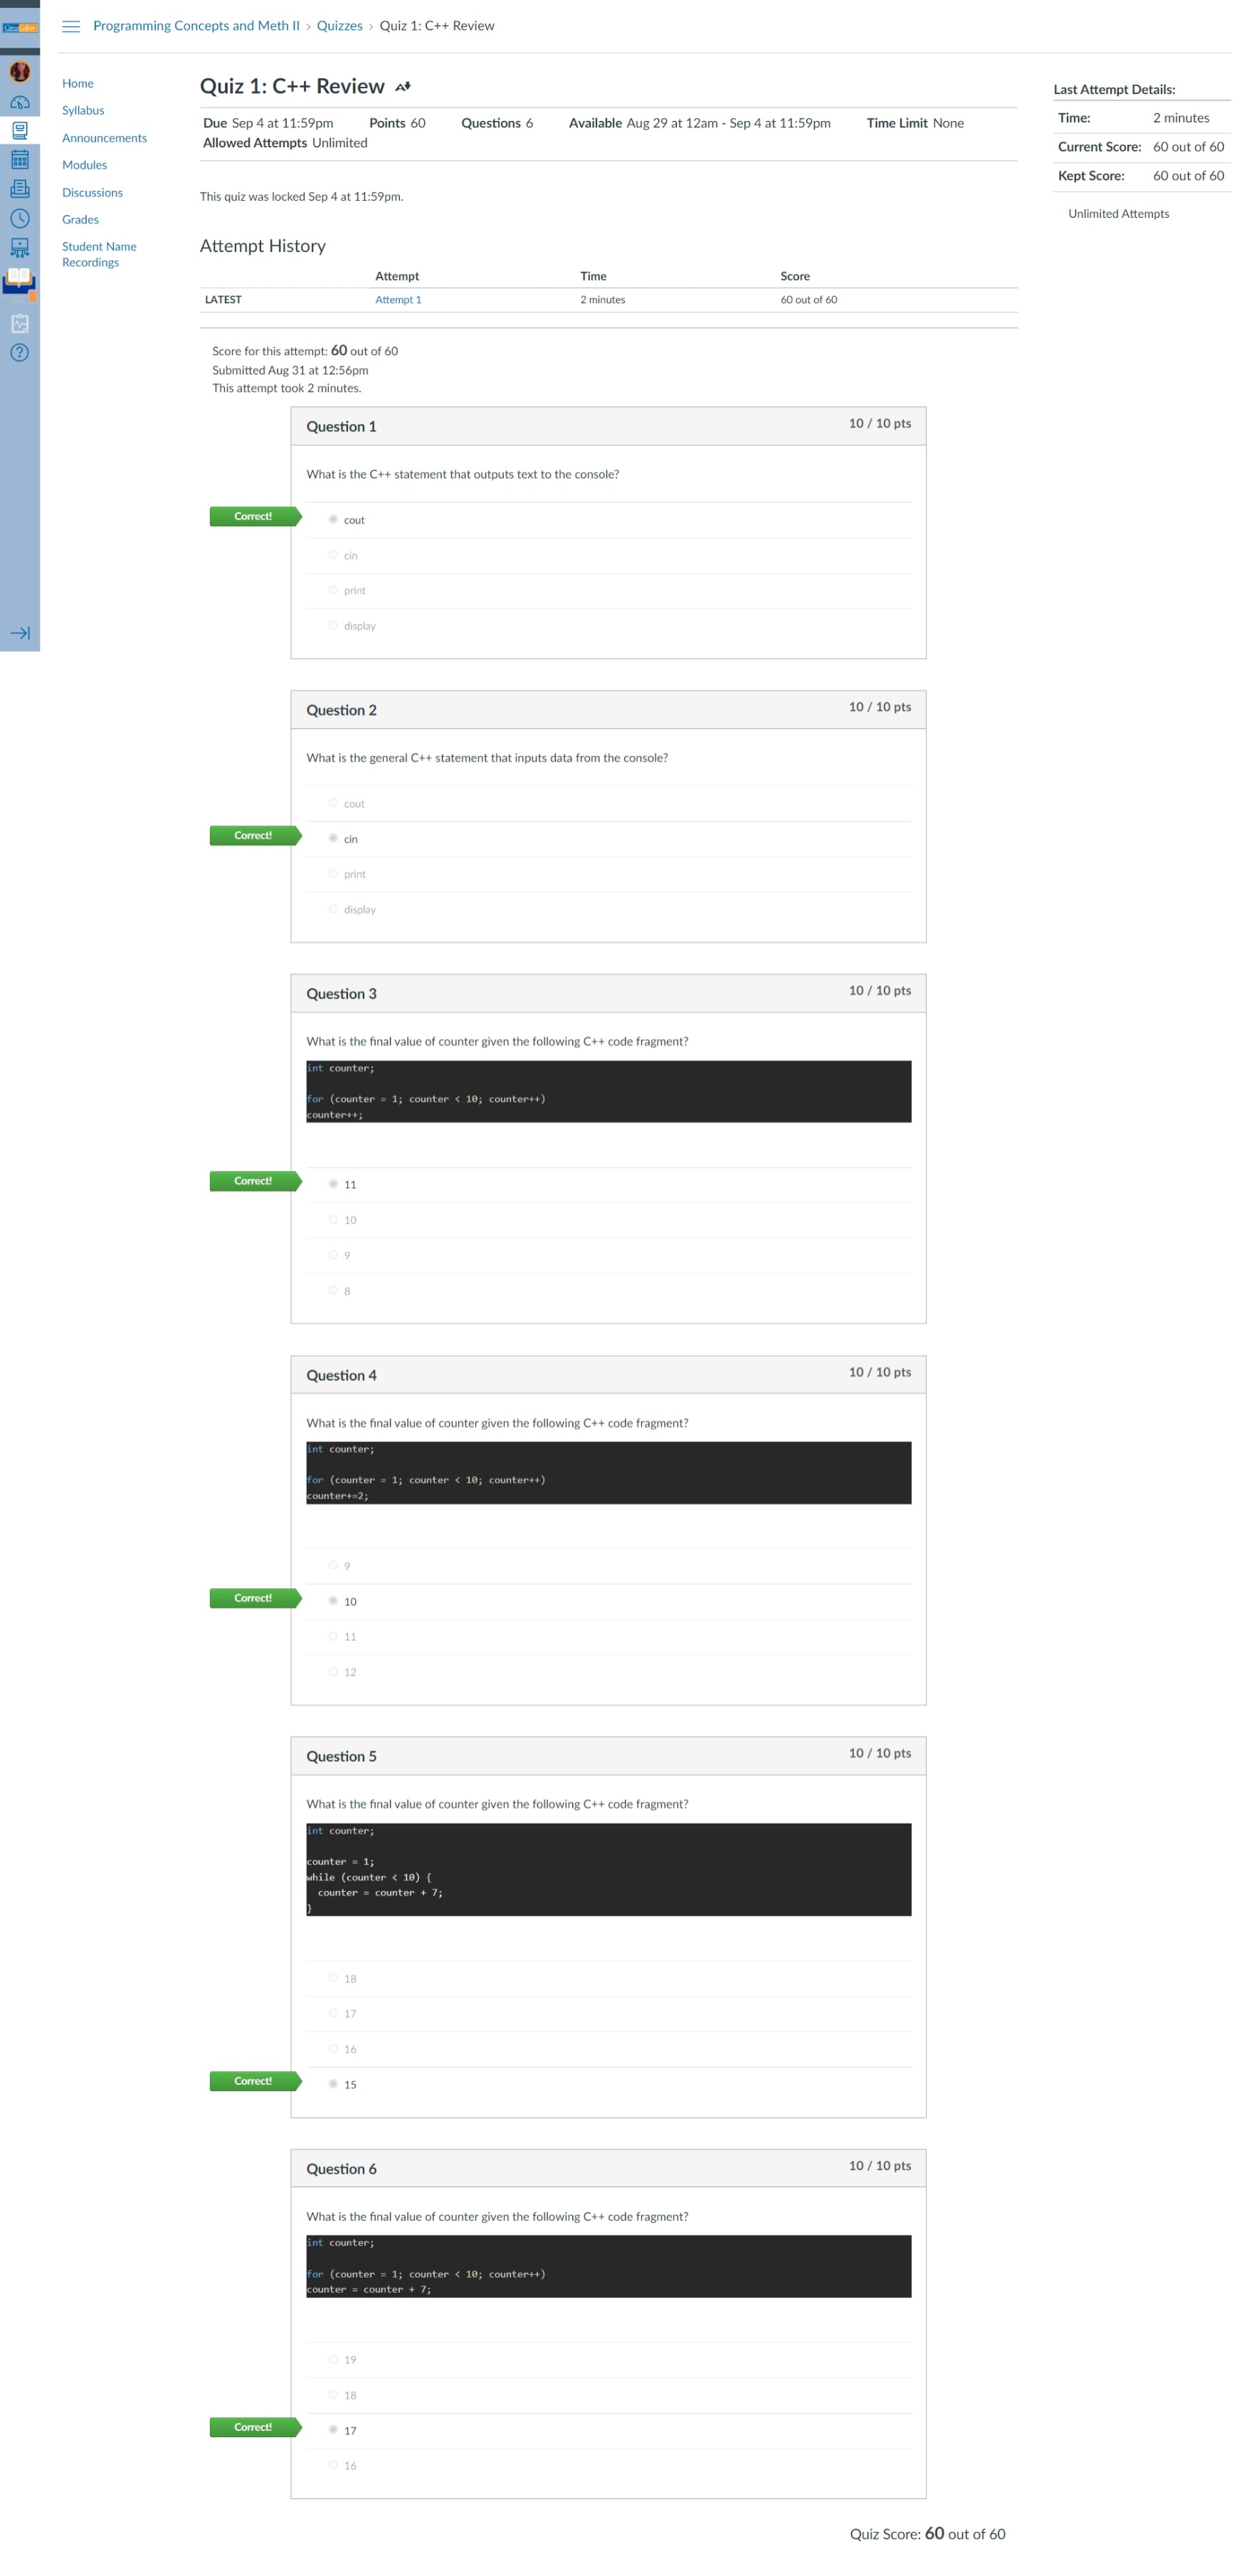 Programming Concepts and Meth II › Quizzes › Quiz 1: C++ Review
Home
Syllabus
Announcements
Modules
Discussions
Grades
Student Name
Recordings
Quiz 1: C++ Review
Due Sep 4 at 11:59pm Points 60 Questions 6 Available Aug 29 at 12am - Sep 4 at 11:59pm Time Limit None
Allowed Attempts Unlimited
This quiz was locked Sep 4 at 11:59pm.
Attempt History
Attempt Time Score
LATEST Attempt 1 2 minutes 60 out of 60
Score for this attempt: 60 out of 60
Submitted Aug 31 at 12:56pm
This attempt took 2 minutes.
Last Attempt Details:
Time: 2 minutes
Current Score: 60 out of 60
Kept Score: 60 out of 60
Unlimited Attempts
Question 1 10 / 10 pts
What is the C++ statement that outputs text to the console?
Correct! cout
cin
print
display
Question 2 10 / 10 pts
What is the general C++ statement that inputs data from the console?
cout
Correct! cin
print
display
Question 3 10 / 10 pts
What is the final value of counter given the following C++ code fragment?
int counter;
for (counter = 1; counter < 10; counter++)
counter++;
Correct! 11
10
9
8
Question 4 10 / 10 pts
What is the final value of counter given the following C++ code fragment?
int counter;
for (counter = 1; counter < 10; counter++)
counter+=2;
9
Correct! 10
11
12
Question 5 10 / 10 pts
What is the final value of counter given the following C++ code fragment?
int counter;
counter = 1;
while (counter < 10) {
counter = counter + 7;
}
18
17
16
Correct! 15
Question 6 10 / 10 pts
What is the final value of counter given the following C++ code fragment?
int counter;
for (counter = 1; counter < 10; counter++)
counter = counter + 7;
19
18
Correct! 17
16
Quiz Score: 60 out of 60